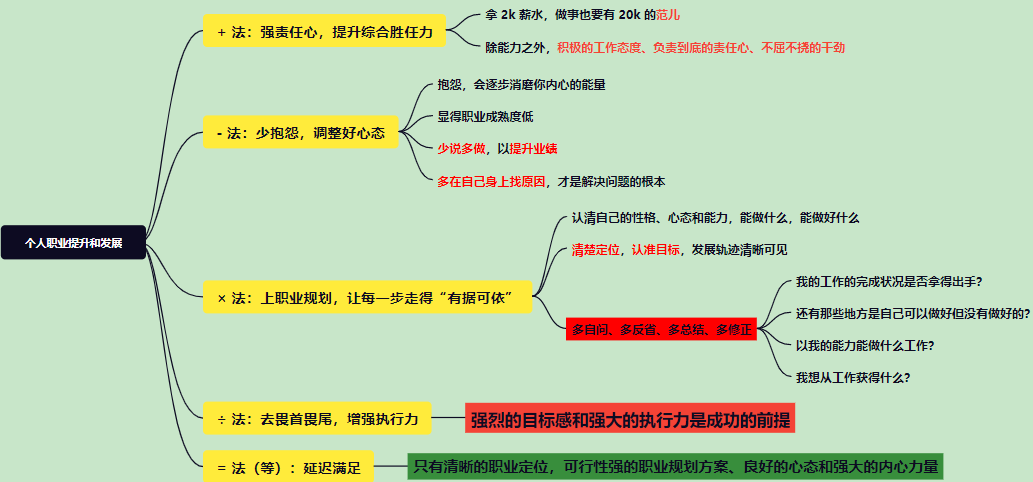 个人职业提升和发展
+ 法：强责任心，提升综合胜任力
拿 2k 薪水，做事也要有 20k 的范儿
除能力之外，积极的工作态度、负责到底的责任心、不屈不挠的干劲
- 法：少抱怨，调整好心态
抱怨，会逐步消磨你内心的能量
显得职业成熟度低
少说多做，以提升业绩
多在自己身上找原因，才是解决问题的根本
× 法：上职业规划，让每一步走得“有据可依”
认清自己的性格、心态和能力，能做什么，能做好什么
清楚定位，认准目标，发展轨迹清晰可见
多自问、多反省、多总结、多修正
我的工作的完成状况是否拿得出手？
还有那些地方是自己可以做好但没有做好的？
以我的能力能做什么工作？
我想从工作获得什么？
÷ 法：去畏首畏尾，增强执行力
强烈的目标感和强大的执行力是成功的前提
= 法（等）：延迟满足
只有清晰的职业定位，可行性强的职业规划方案、良好的心态和强大的内心力量